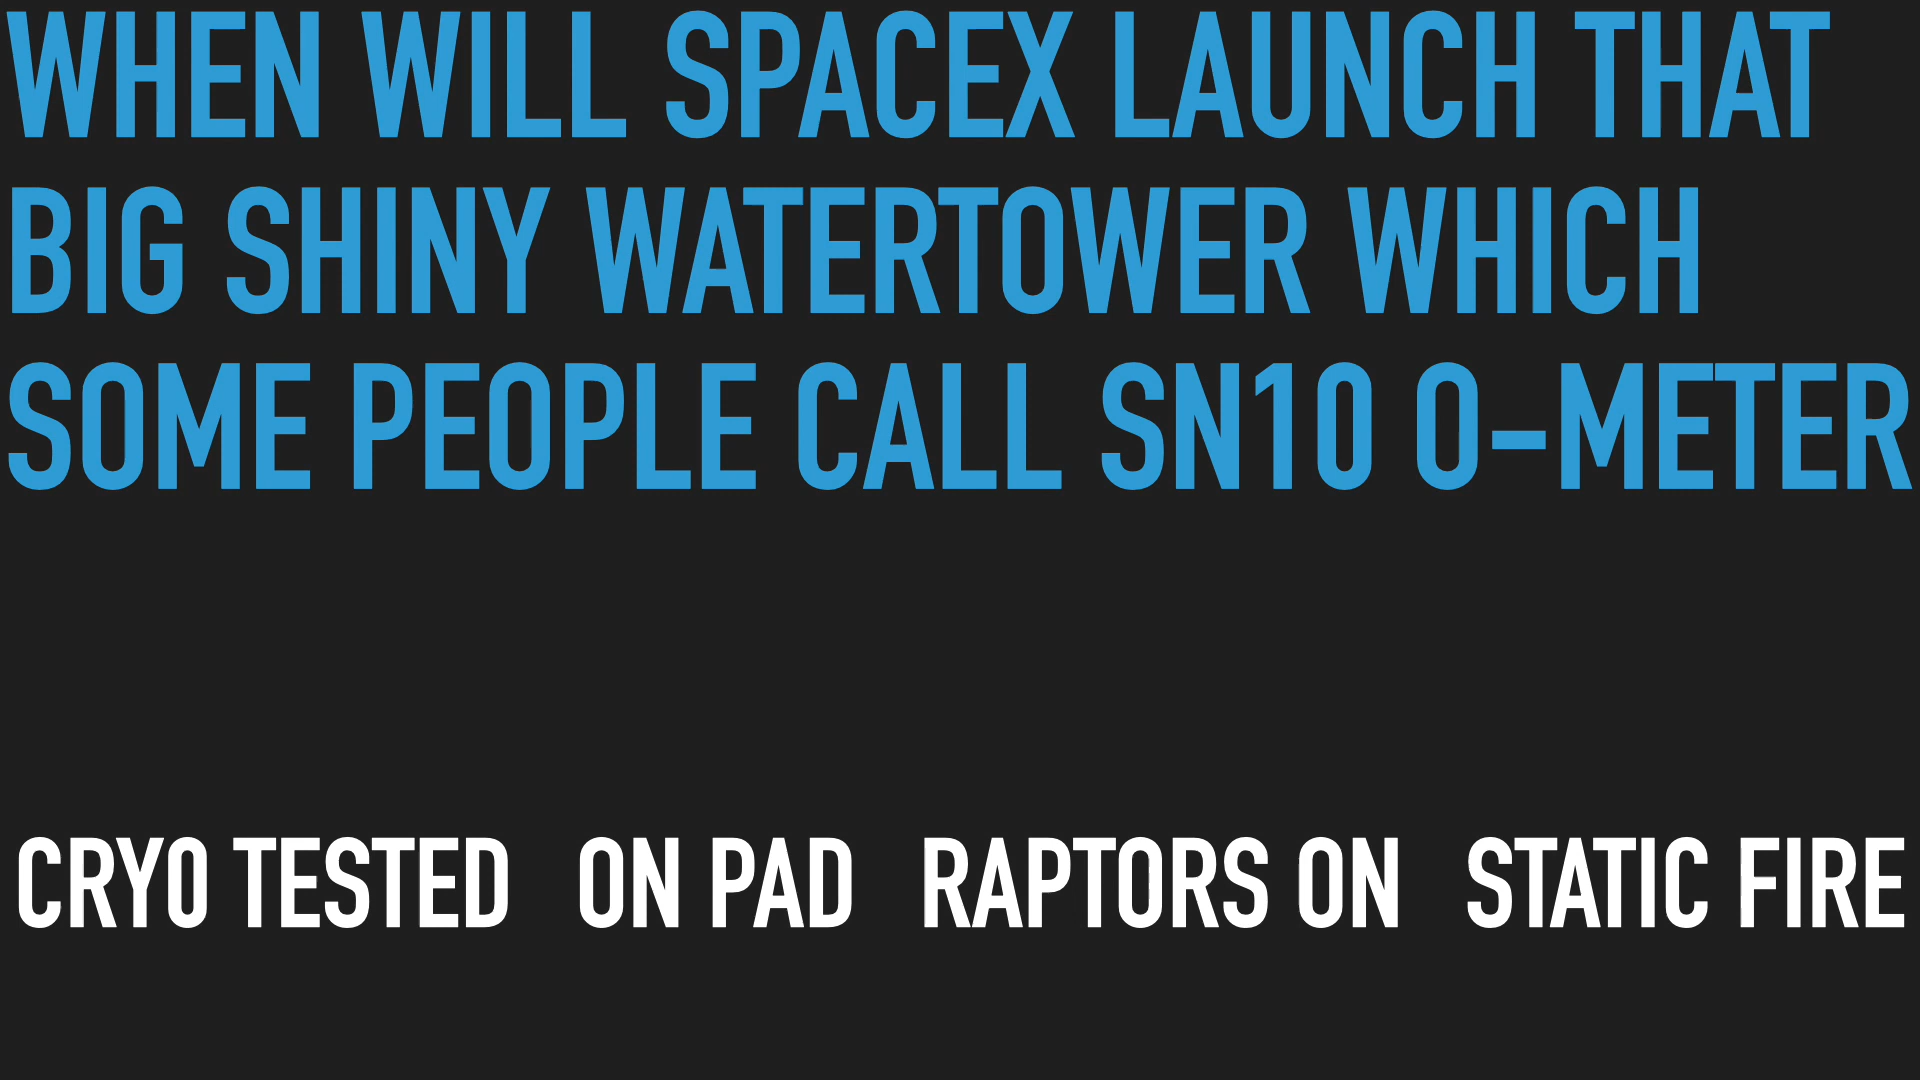 WHEN WILL SPACEX LAUNCH THAT
BIG SHINY WATERTOWER WHICH
SOME PEOPLE CALL SN10 O-METER
CRYO TESTED ON PAD RAPTORS ON STATIC FIRE